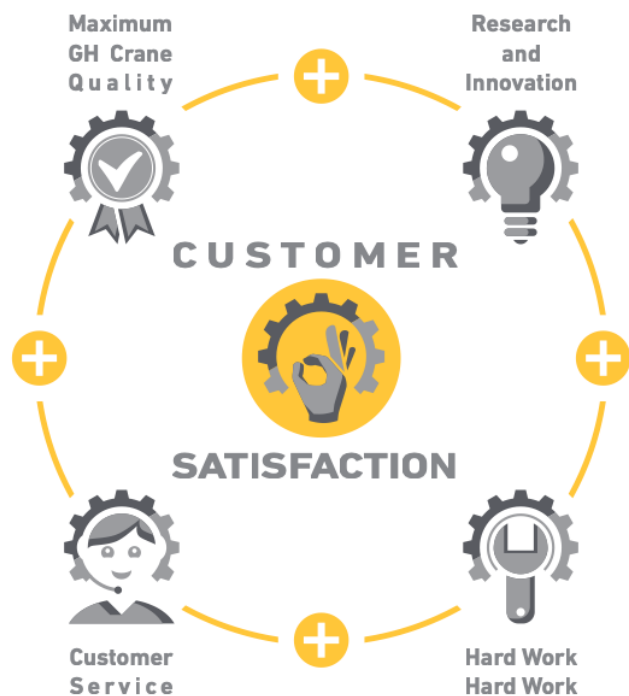 Maximum
GH Crane
Quality
Research
and
Innovation
CUSTOMER
SATISFACTION
Customer
Service
Hard Work
Hard Work